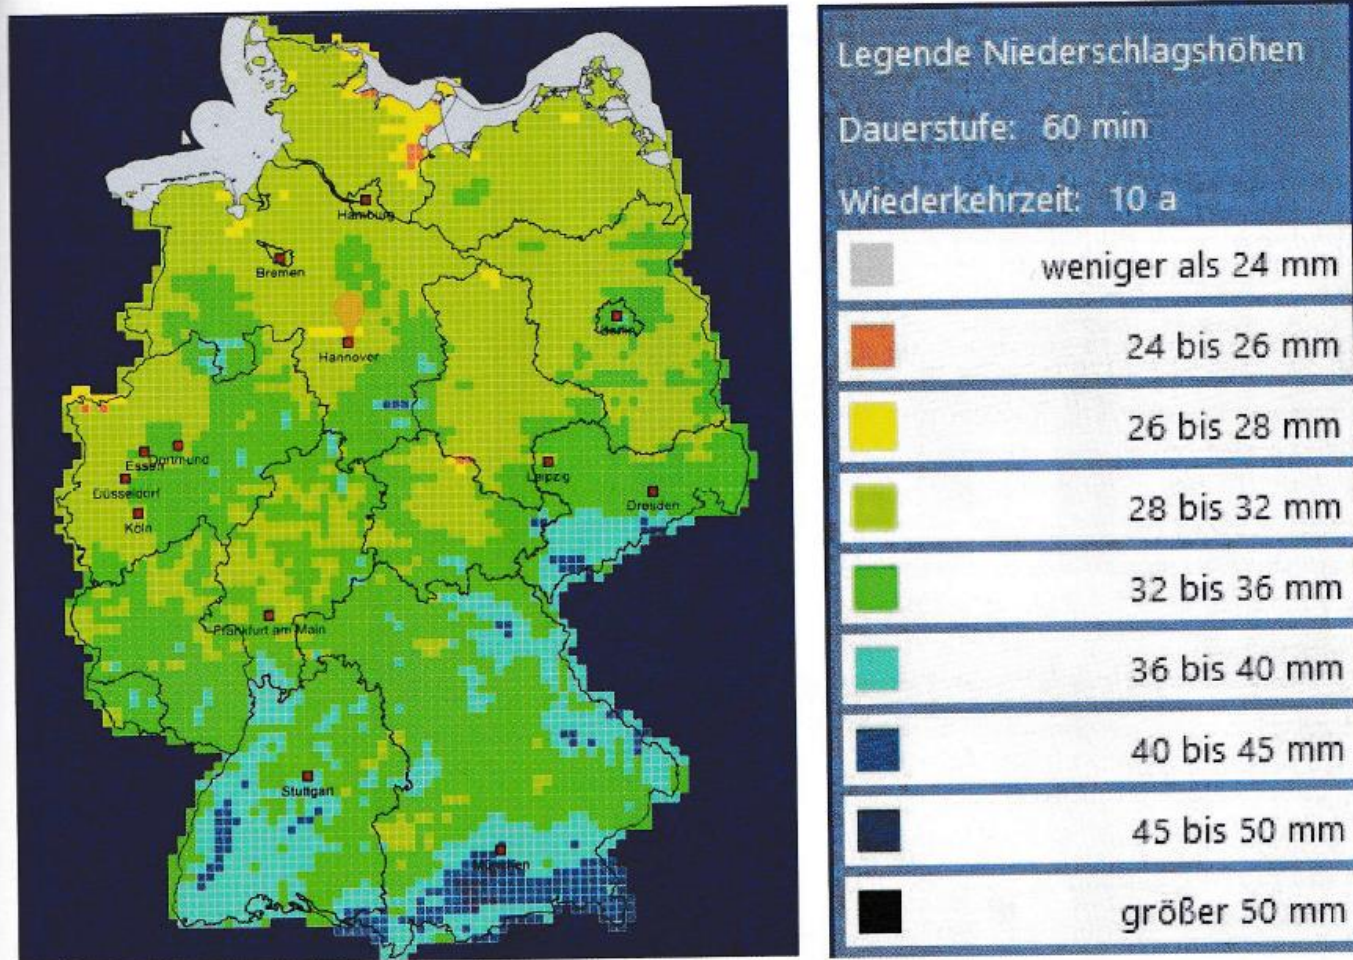 Hamburg
Bremen
Hannover
Berlin
Essen
Dortmund
Düsseldorf
Köln
Leipzig
Dresden
Frankfurt am Main
Stuttgart
München
Legende Niederschlagshöhen
Dauerstufe: 60 min
Wiederkehrzeit: 10 a
weniger als 24 mm
24 bis 26 mm
26 bis 28 mm
28 bis 32 mm
32 bis 36 mm
36 bis 40 mm
40 bis 45 mm
45 bis 50 mm
größer 50 mm